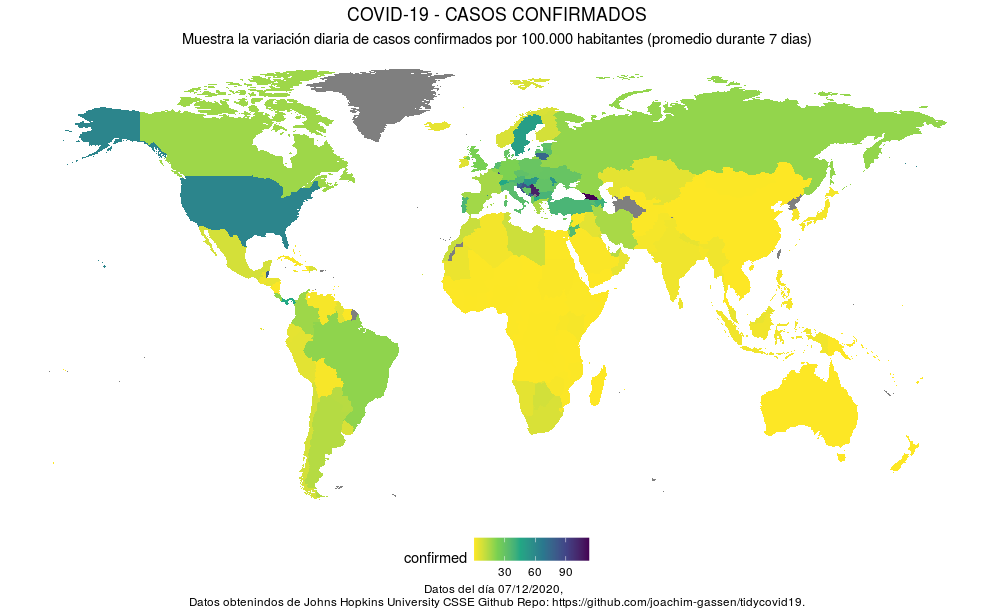 COVID-19 - CASOS CONFIRMADOS
Muestra la variación diaria de casos confirmados por 100.000 habitantes (promedio durante 7 dias)
confirmed
30 60 90
Datos del día 07/12/2020,
Datos obtenindos de Johns Hopkins University CSSE Github Repo: https://github.com/joachim-gassen/tidycovid19.